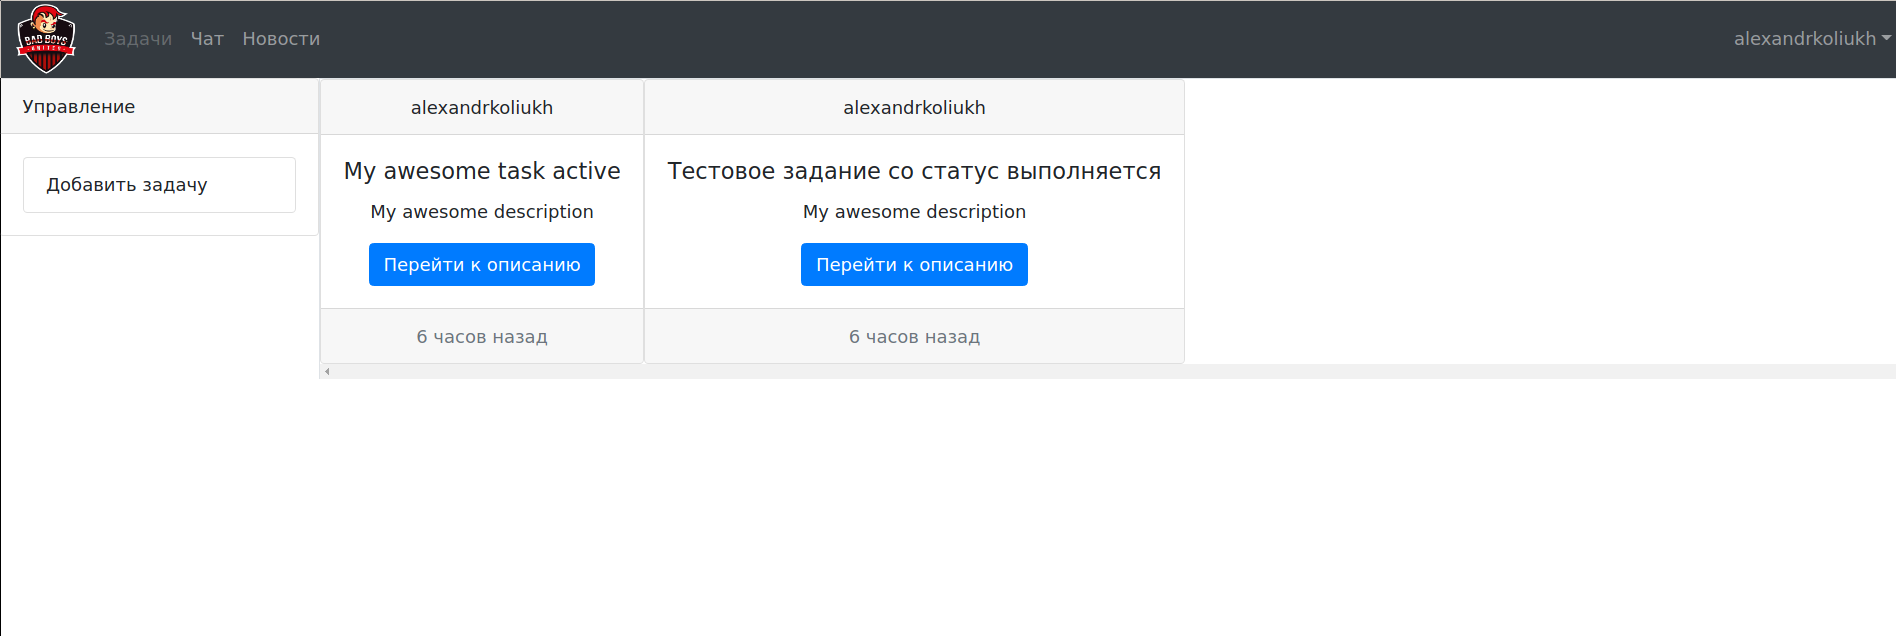 BAD BOYS
Задачи Чат Новости alexandrkoliukh
Управление
Добавить задачу
alexandrkoliukh
My awesome task active
My awesome description
Перейти к описанию
6 часов назад
alexandrkoliukh
Тестовое задание со статус выполняется
My awesome description
Перейти к описанию
6 часов назад